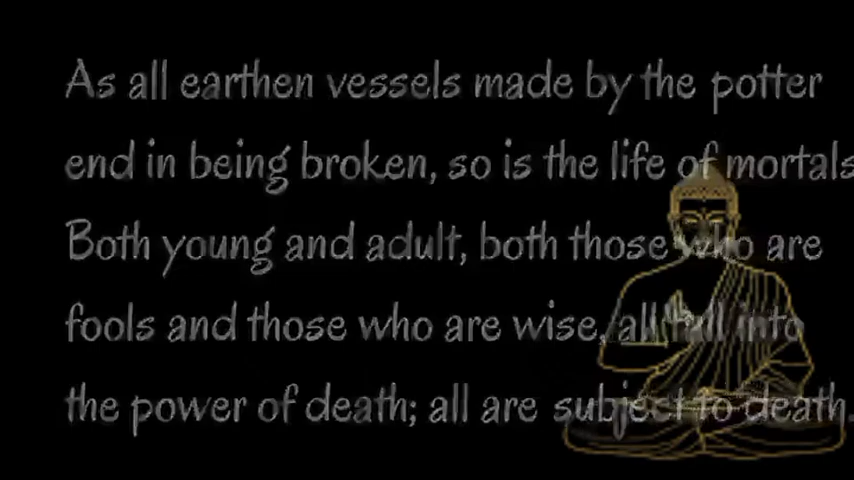 As all earthen vessels made by the potter
end in being broken, so is the life of mortals
Both young and adult, both those who are
fools and those who are wise, all fall into
the power of death; all are subject to death.